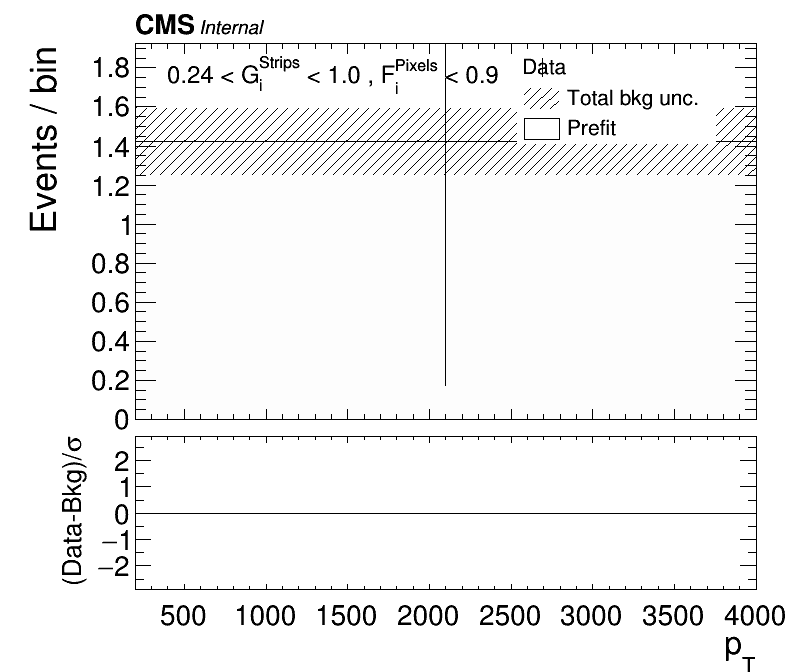 CMS Internal
Events / bin
0.24 < G_i^Strips < 1.0 , F_i^Pixels < 0.9
Data
Total bkg unc.
Prefit
1.8
1.6
1.4
1.2
1
0.8
0.6
0.4
0.2
0
(Data-Bkg)/σ
2
1
0
−1
−2
500 1000 1500 2000 2500 3000 3500 4000
p_T